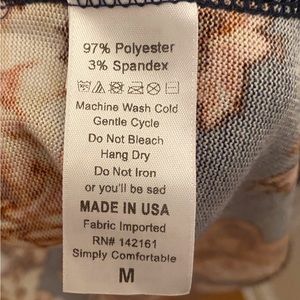 97% Polyester
3% Spandex
Machine Wash Cold
Gentle Cycle
Do Not Bleach
Hang Dry
Do Not Iron
or you'll be sad
MADE IN USA
Fabric Imported
RN# 142161
Simply Comfortable
M